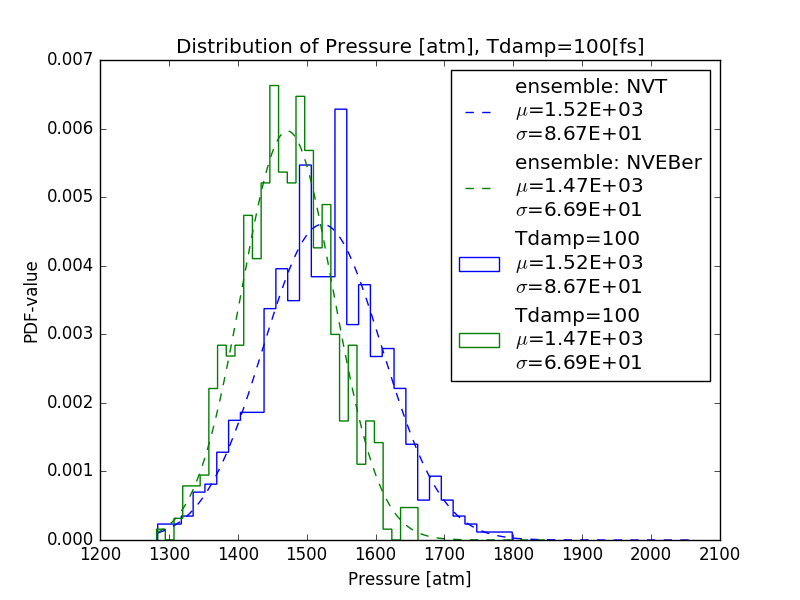 Distribution of Pressure [atm], Tdamp=100[fs]
0.007
0.006
0.005
0.004
0.003
0.002
0.001
0.000
PDF-value
ensemble: NVT
μ=1.52E+03
σ=8.67E+01
ensemble: NVEBer
μ=1.47E+03
σ=6.69E+01
Tdamp=100
μ=1.52E+03
σ=8.67E+01
Tdamp=100
μ=1.47E+03
σ=6.69E+01
1200 1300 1400 1500 1600 1700 1800 1900 2000 2100
Pressure [atm]